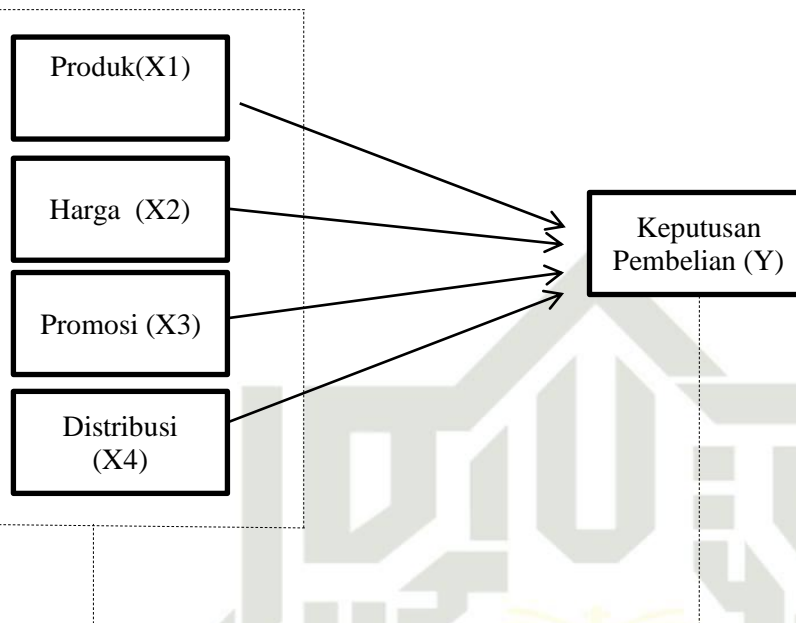 Produk(X1)
Harga (X2)
Promosi (X3)
Distribusi
(X4)
Keputusan
Pembelian (Y)